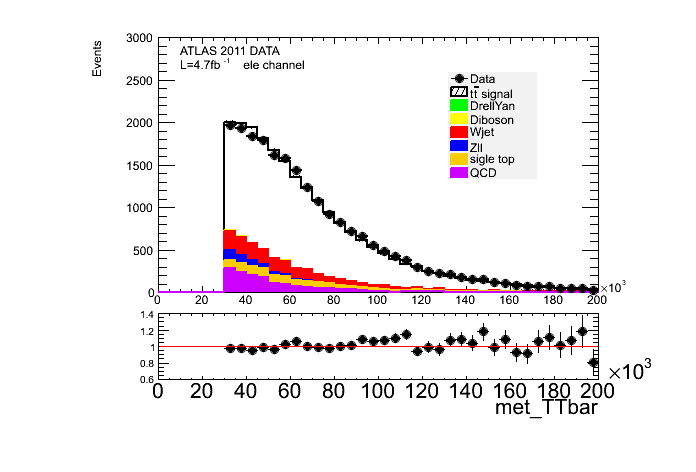 Events
ATLAS 2011 DATA
L=4.7fb⁻¹ ele channel
Data
tt̄ signal
DrellYan
Diboson
Wjet
Zll
sigle top
QCD
3000
2500
2000
1500
1000
500
0
0 20 40 60 80 100 120 140 160 180 200 ×10³
1.4
1.2
1
0.8
0.6
0 20 40 60 80 100 120 140 160 180 200 ×10³
met_TTbar